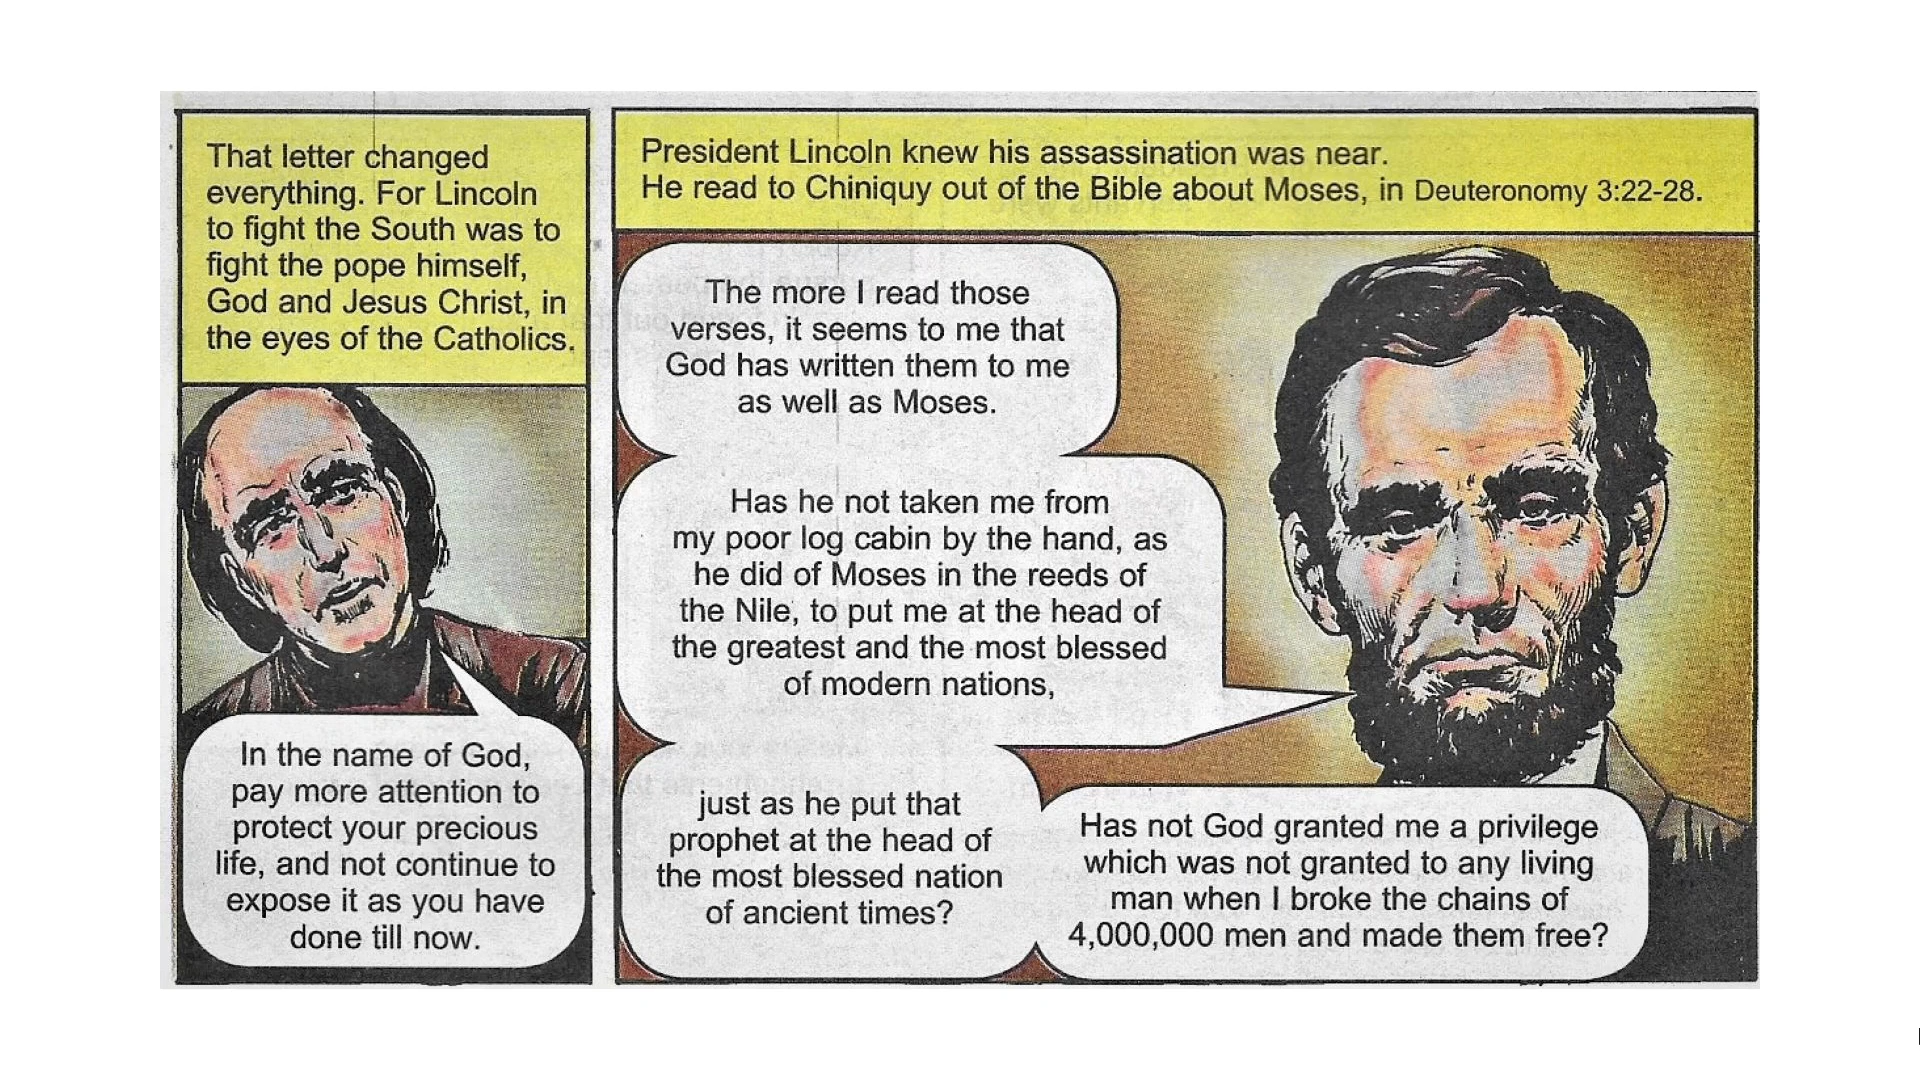 That letter changed
everything. For Lincoln
to fight the South was to
fight the pope himself,
God and Jesus Christ, in
the eyes of the Catholics.
In the name of God,
pay more attention to
protect your precious
life, and not continue to
expose it as you have
done till now.
President Lincoln knew his assassination was near.
He read to Chiniquy out of the Bible about Moses, in Deuteronomy 3:22-28.
The more I read those
verses, it seems to me that
God has written them to me
as well as Moses.
Has he not taken me from
my poor log cabin by the hand, as
he did of Moses in the reeds of
the Nile, to put me at the head of
the greatest and the most blessed
of modern nations,
just as he put that
prophet at the head of
the most blessed nation
of ancient times?
Has not God granted me a privilege
which was not granted to any living
man when I broke the chains of
4,000,000 men and made them free?